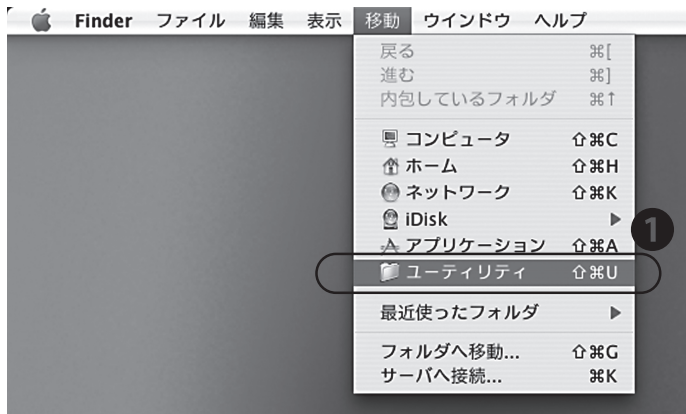 Finder ファイル 編集 表示 移動 ウインドウ ヘルプ
戻る ⌘[
進む ⌘]
内包しているフォルダ ⌘↑
コンピュータ ⇧⌘C
ホーム ⇧⌘H
ネットワーク ⇧⌘K
iDisk ▶
アプリケーション ⇧⌘A
1
ユーティリティ ⇧⌘U
最近使ったフォルダ ▶
フォルダへ移動... ⇧⌘G
サーバへ接続... ⌘K